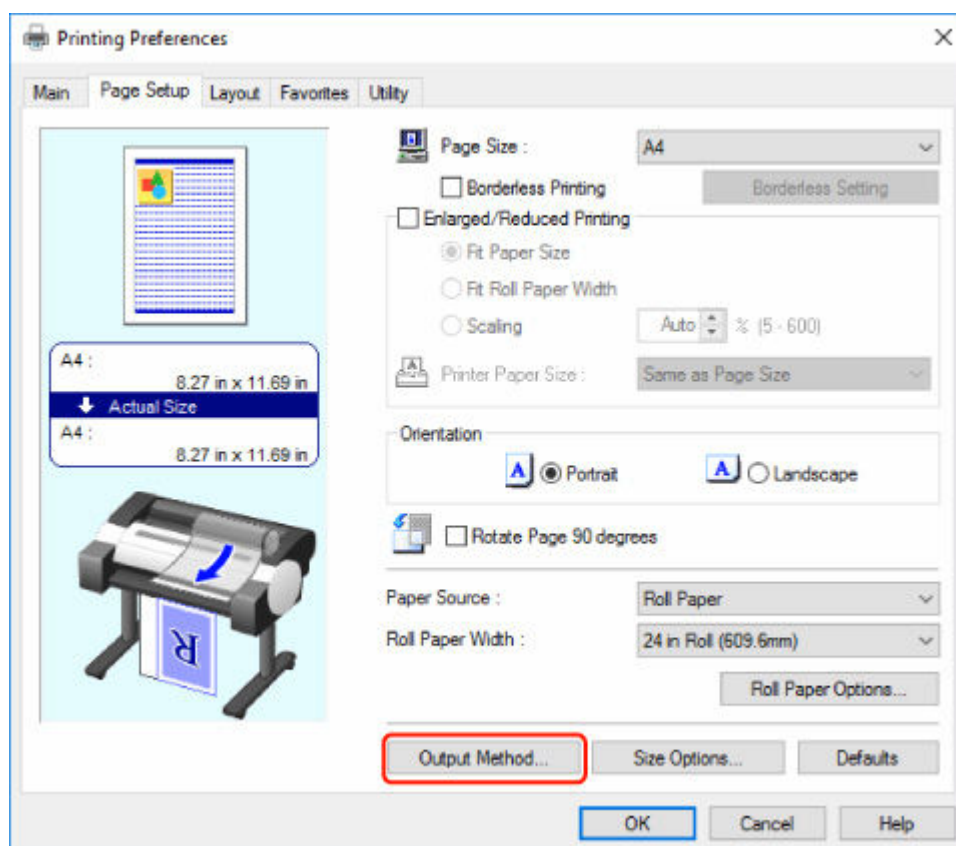 Printing Preferences
Main Page Setup Layout Favorites Utility
Page Size : A4
Borderless Printing Borderless Setting
Enlarged/Reduced Printing
Fit Paper Size
Fit Roll Paper Width
Scaling Auto % (5 - 600)
Printer Paper Size : Same as Page Size
A4 :
8.27 in x 11.69 in
Actual Size
A4 :
8.27 in x 11.69 in
Orientation
A Portrait A Landscape
Rotate Page 90 degrees
R
Paper Source : Roll Paper
Roll Paper Width : 24 in Roll (609.6mm)
Roll Paper Options...
Output Method... Size Options... Defaults
OK Cancel Help